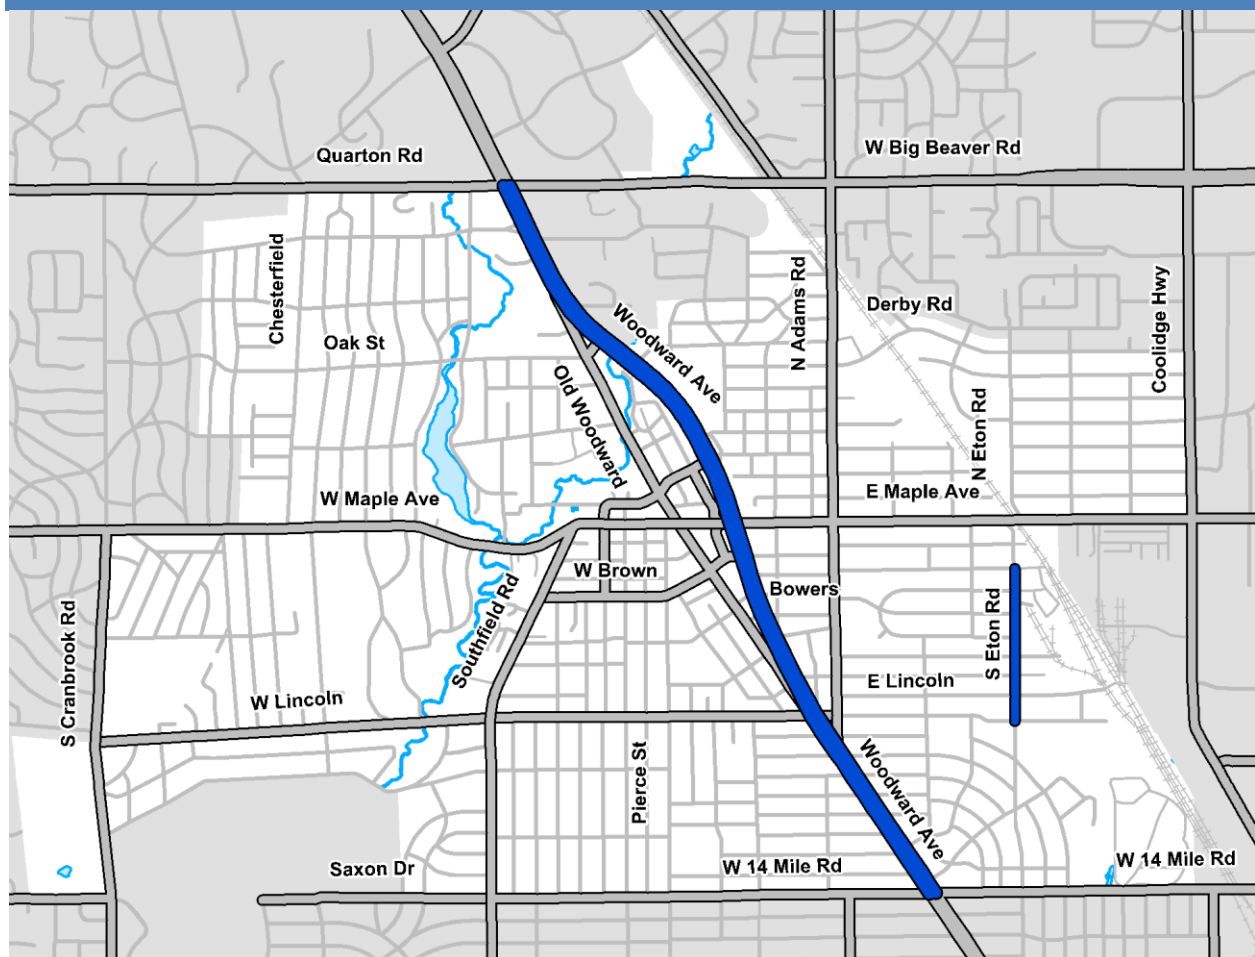 Quarton Rd
W Big Beaver Rd
Chesterfield
N Adams Rd
Derby Rd
Coolidge Hwy
Oak St
Woodward Ave
Old Woodward
N Eton Rd
W Maple Ave
E Maple Ave
W Brown
Bowers
S Eton Rd
S Cranbrook Rd
Southfield Rd
W Lincoln
E Lincoln
Pierce St
Woodward Ave
Saxon Dr
W 14 Mile Rd
W 14 Mile Rd